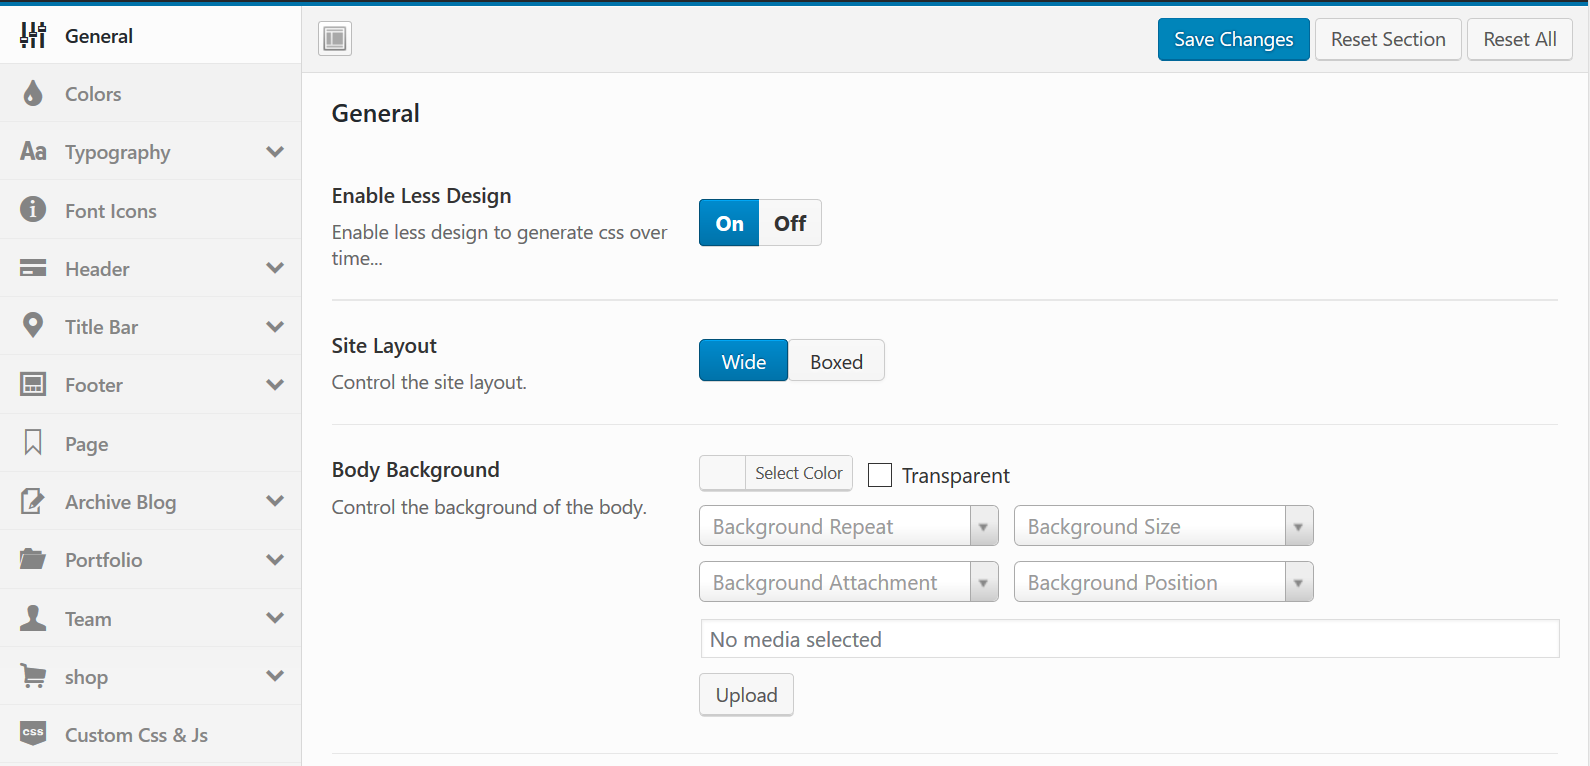 General
Colors
Aa Typography
Font Icons
Header
Title Bar
Footer
Page
Archive Blog
Portfolio
Team
shop
css Custom Css & Js
Save Changes Reset Section Reset All
General
Enable Less Design
Enable less design to generate css over
time...
On Off
Site Layout
Control the site layout.
Wide Boxed
Body Background
Control the background of the body.
Select Color Transparent
Background Repeat Background Size
Background Attachment Background Position
No media selected
Upload